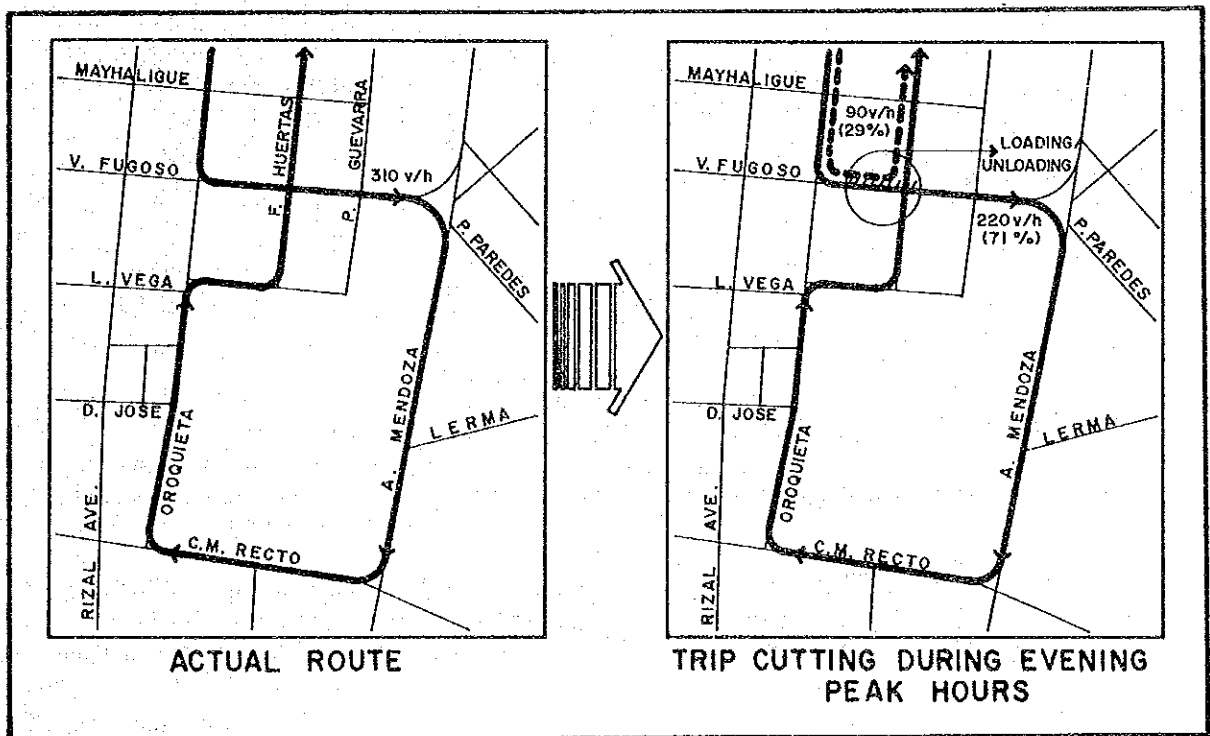 MAYHALIGUE
V. FUGOSO
F. HUERTAS
P. GUEVARRA
310 v/h
P. PAREDES
L. VEGA
D. JOSE
A. MENDOZA
LERMA
OROQUIETA
RIZAL AVE.
C.M. RECTO
ACTUAL ROUTE
MAYHALIGUE
90v/h
(29%)
LOADING/
UNLOADING
V. FUGOSO
220v/h
(71%)
P. PAREDES
L. VEGA
D. JOSE
A. MENDOZA
LERMA
OROQUIETA
RIZAL AVE.
C.M. RECTO
TRIP CUTTING DURING EVENING
PEAK HOURS